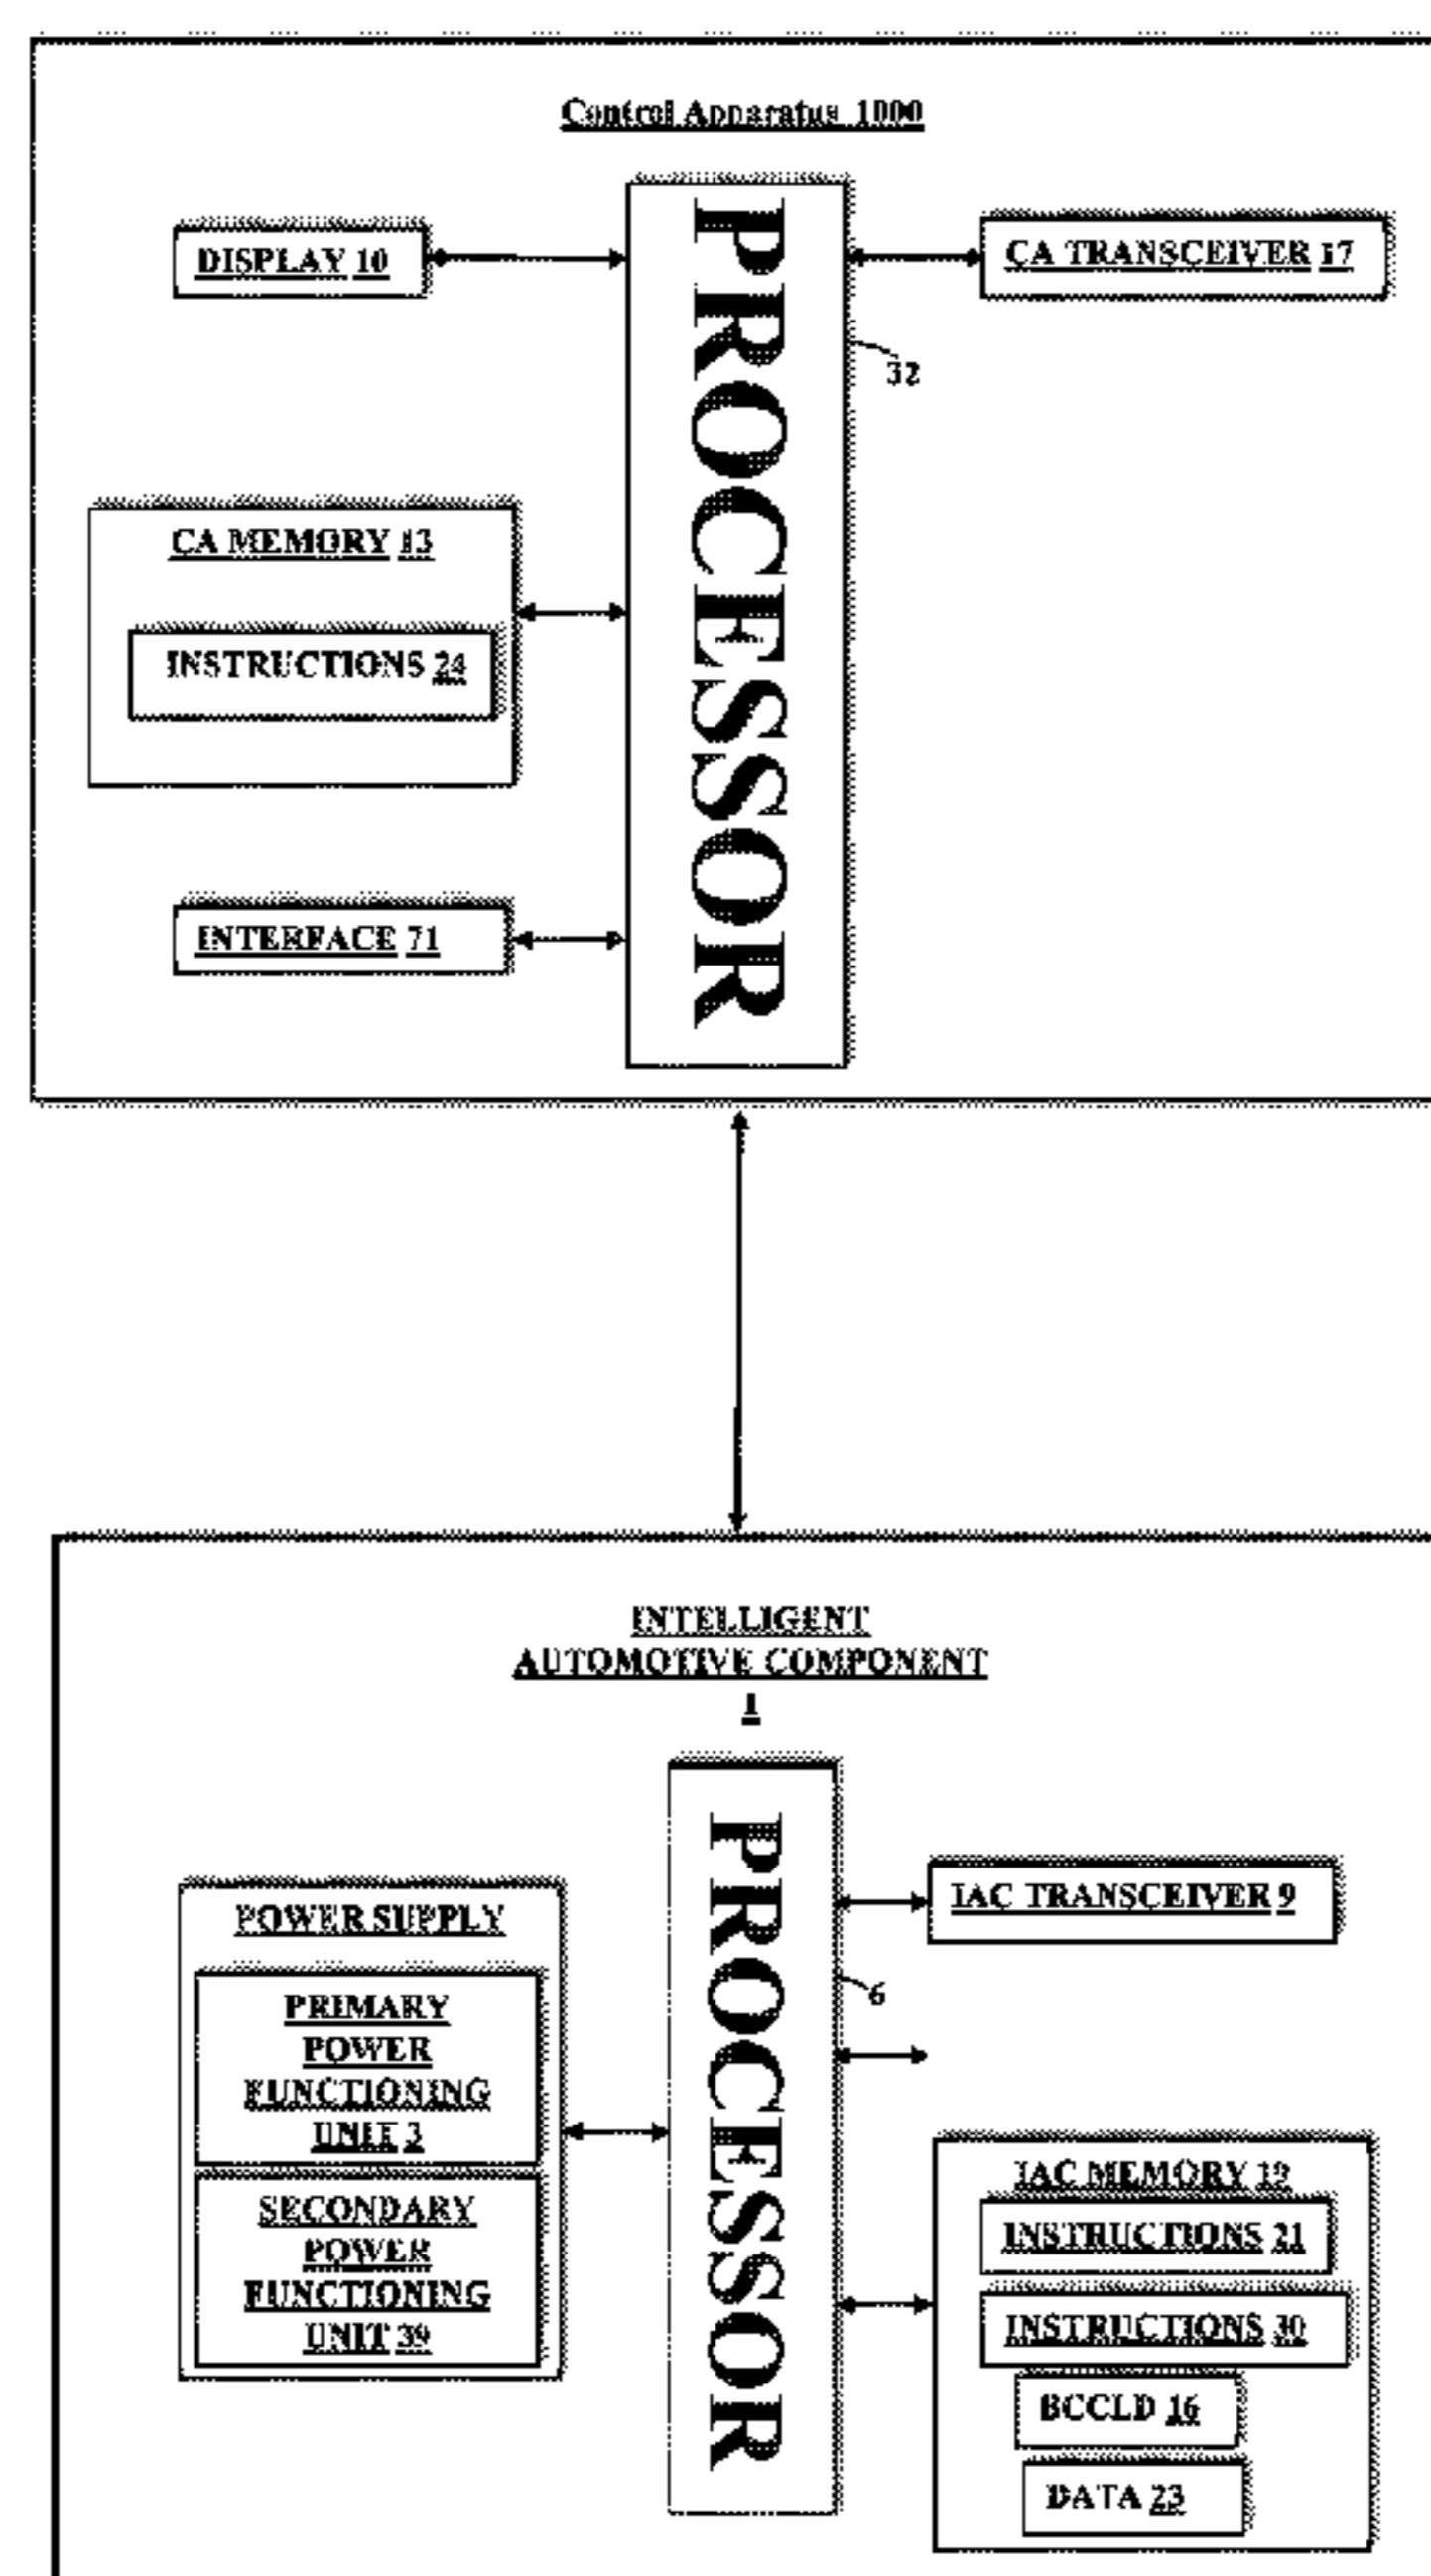 Control Apparatus 1000
DISPLAY 10
PROCESSOR
CA TRANSCEIVER 17
32
CA MEMORY 13
INSTRUCTIONS 24
INTERFACE 71
INTELLIGENT
AUTOMOTIVE COMPONENT
1
POWER SUPPLY
PRIMARY
POWER
FUNCTIONING
UNIT 3
SECONDARY
POWER
FUNCTIONING
UNIT 39
PROCESSOR
IAC TRANSCEIVER 9
6
IAC MEMORY 19
INSTRUCTIONS 21
INSTRUCTIONS 30
BCCLD 16
DATA 23